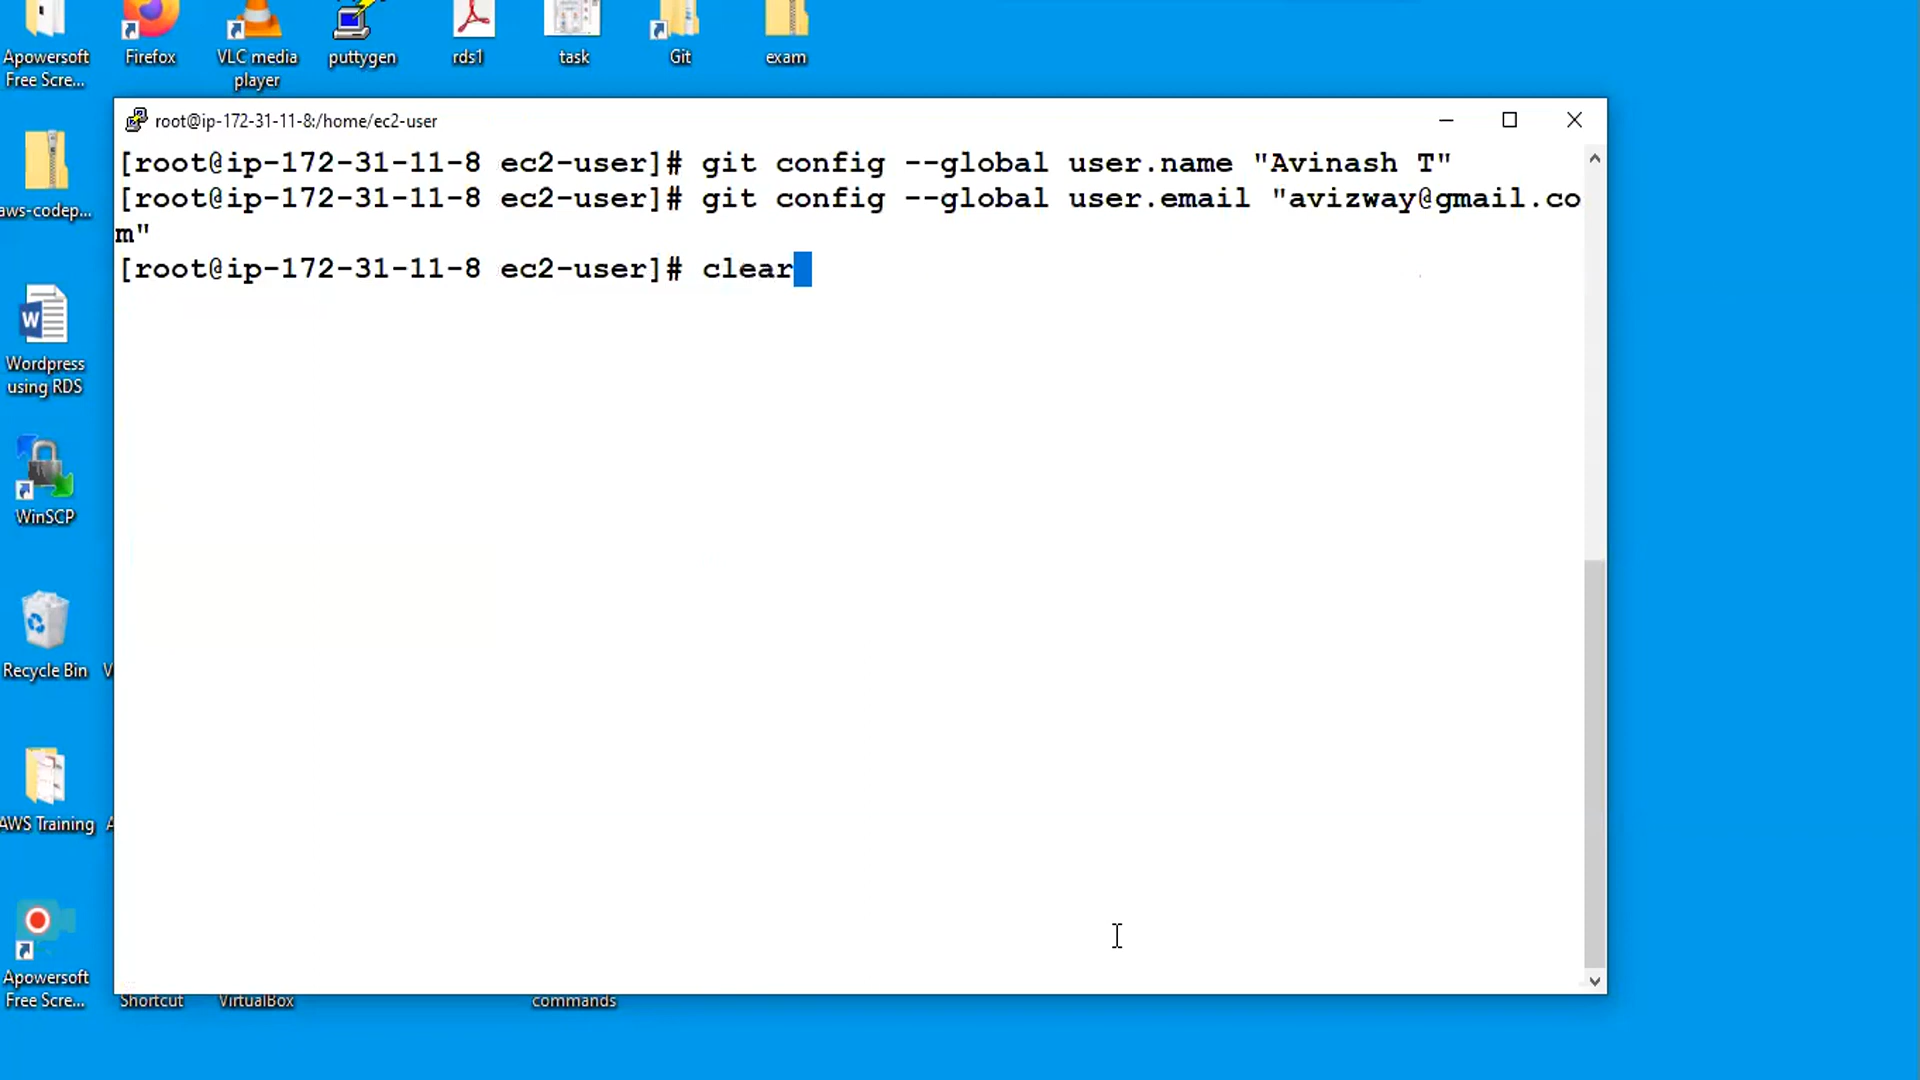 Apowersoft
Free Scre...
Firefox
VLC media
player
puttygen
rds1
task
Git
exam
root@ip-172-31-11-8:/home/ec2-user
[root@ip-172-31-11-8 ec2-user]# git config --global user.name "Avinash T"
[root@ip-172-31-11-8 ec2-user]# git config --global user.email "avizway@gmail.co
m"
[root@ip-172-31-11-8 ec2-user]# clear
aws-codep...
Wordpress
using RDS
WinSCP
Recycle Bin
V
AWS Training
A
Apowersoft
Free Scre...
Shortcut
VirtualBox
commands